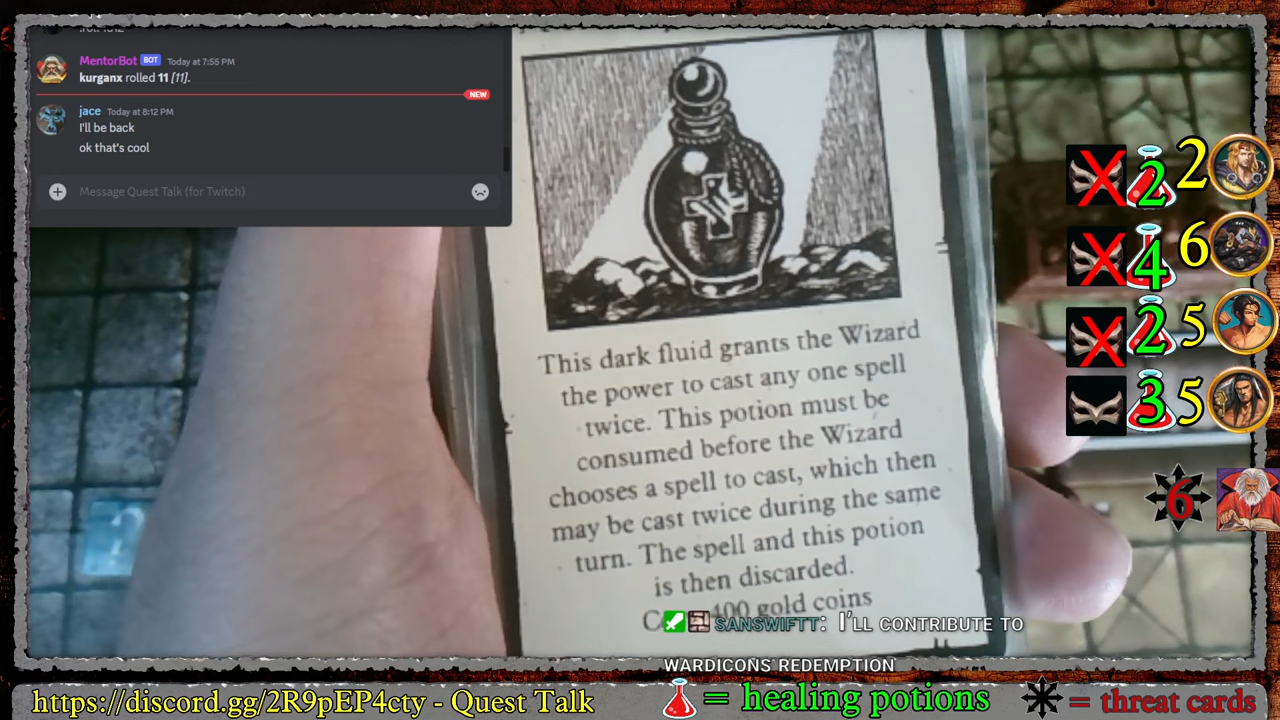 MentorBot BOT Today at 7:55 PM
kurganx rolled 11 [11].
NEW
jace Today at 8:12 PM
I'll be back
ok that's cool
Message Quest Talk (for Twitch)
This dark fluid grants the Wizard
the power to cast any one spell
twice. This potion must be
consumed before the Wizard
chooses a spell to cast, which then
may be cast twice during the same
turn. The spell and this potion
is then discarded.
400 gold coins
SANSWIFTT: I'LL CONTRIBUTE TO
WARDICONS REDEMPTION
2 2
4 6
2 5
3 5
6
https://discord.gg/2R9pEP4cty - Quest Talk
= healing potions
= threat cards